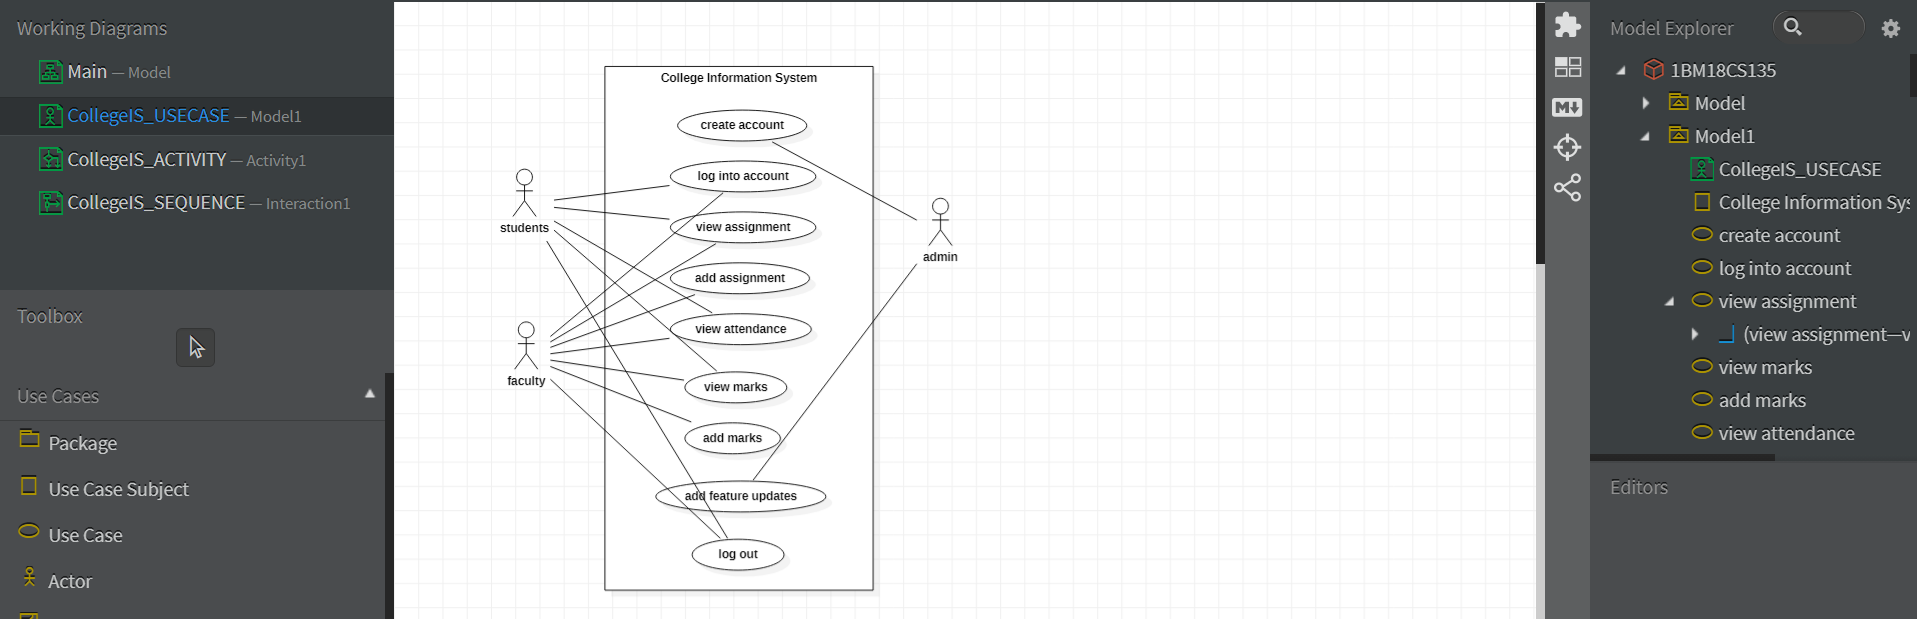 Working Diagrams
Main — Model
CollegeIS_USECASE — Model1
CollegeIS_ACTIVITY — Activity1
CollegeIS_SEQUENCE — Interaction1
Toolbox
Use Cases
Package
Use Case Subject
Use Case
Actor
College Information System
create account
log into account
view assignment
add assignment
view attendance
view marks
add marks
add feature updates
log out
students
faculty
admin
M
Model Explorer
1BM18CS135
Model
Model1
CollegeIS_USECASE
College Information Sys
create account
log into account
view assignment
(view assignment—v
view marks
add marks
view attendance
Editors